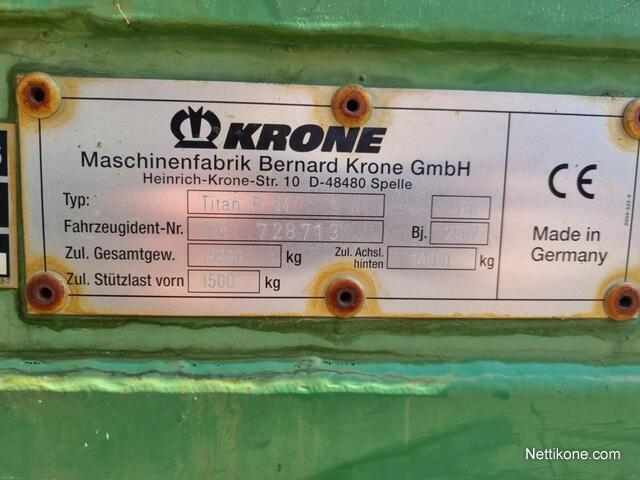 KRONE
Maschinenfabrik Bernard Krone GmbH
Heinrich-Krone-Str. 10 D-48480 Spelle
Typ: Titan
Fahrzeugident-Nr. 728713 Bj.
Zul. Gesamtgew. kg Zul. Achsl. hinten kg
Zul. Stützlast vorn 1500 kg
CE
Made in
Germany
Nettikone.com